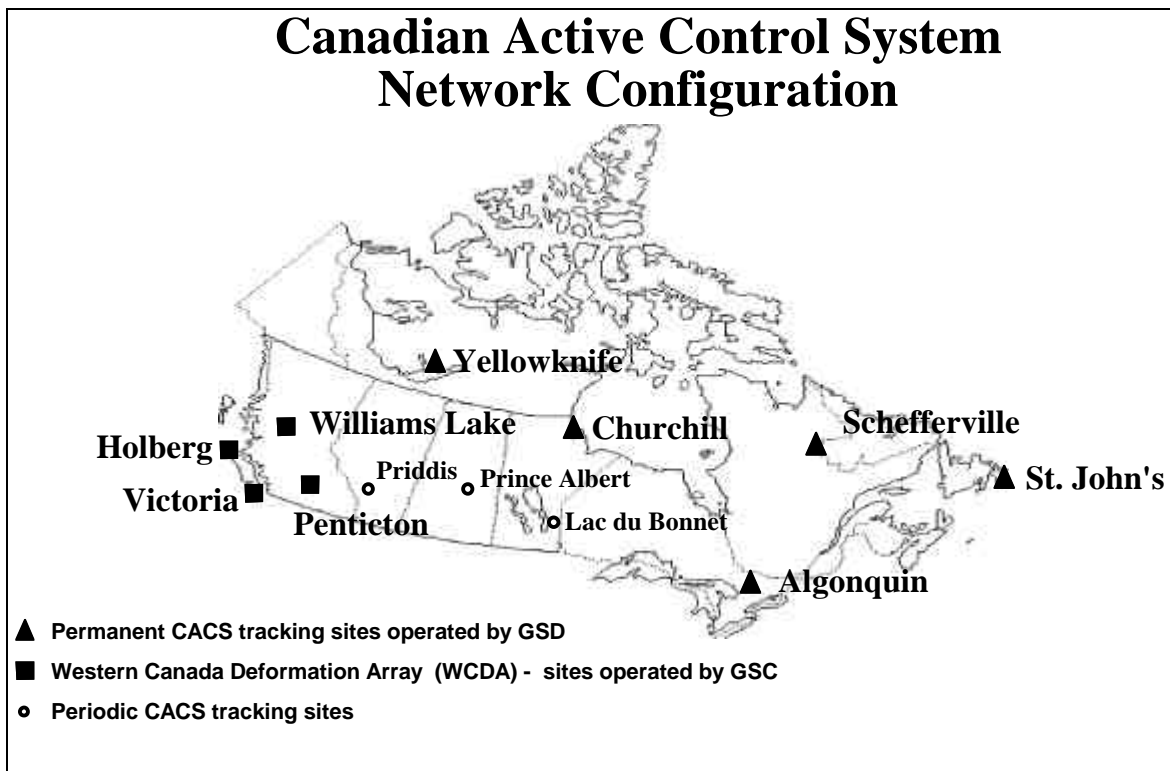 Canadian Active Control System
Network Configuration
Yellowknife
Williams Lake
Churchill
Schefferville
Holberg
Priddis
Prince Albert
St. John's
Victoria
Penticton
Lac du Bonnet
Algonquin
Permanent CACS tracking sites operated by GSD
Western Canada Deformation Array (WCDA) - sites operated by GSC
Periodic CACS tracking sites